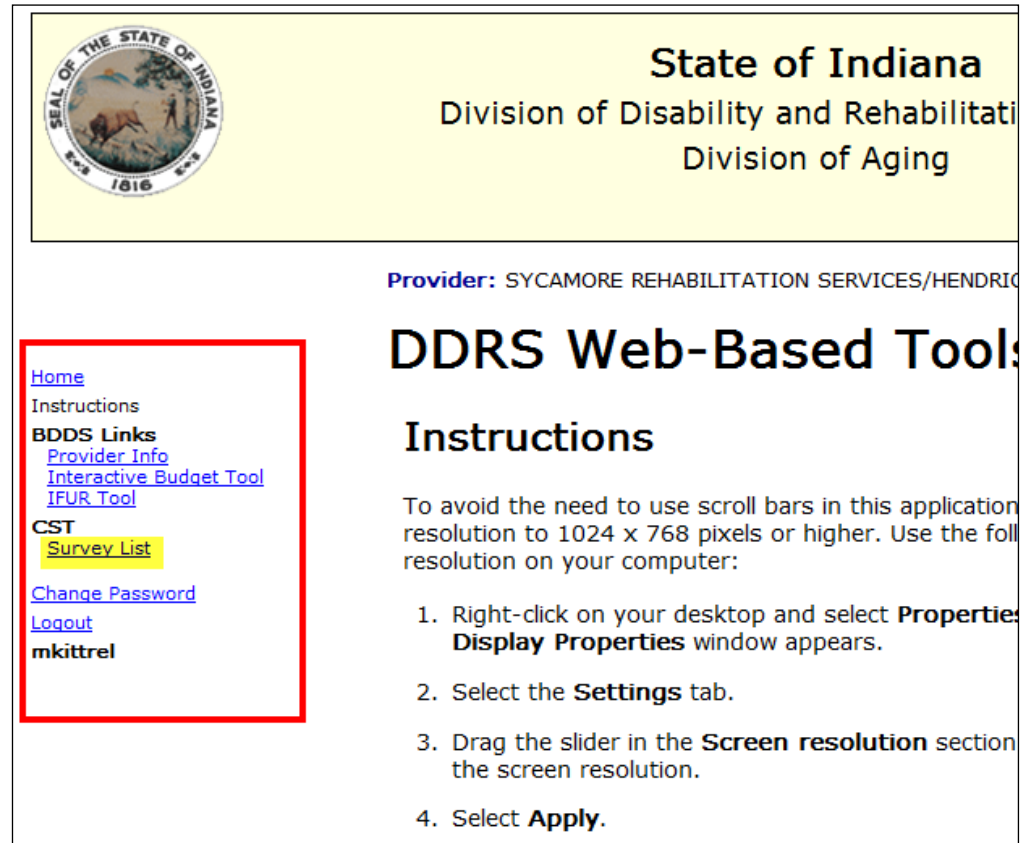 SEAL OF THE STATE OF INDIANA
1816
State of Indiana
Division of Disability and Rehabilitati
Division of Aging
Provider: SYCAMORE REHABILITATION SERVICES/HENDRIC
Home
Instructions
BDDS Links
Provider Info
Interactive Budget Tool
IFUR Tool
CST
Survey List
Change Password
Logout
mkittrel
DDRS Web-Based Tools
Instructions
To avoid the need to use scroll bars in this application
resolution to 1024 x 768 pixels or higher. Use the foll
resolution on your computer:
1. Right-click on your desktop and select Properties
Display Properties window appears.
2. Select the Settings tab.
3. Drag the slider in the Screen resolution section
the screen resolution.
4. Select Apply.